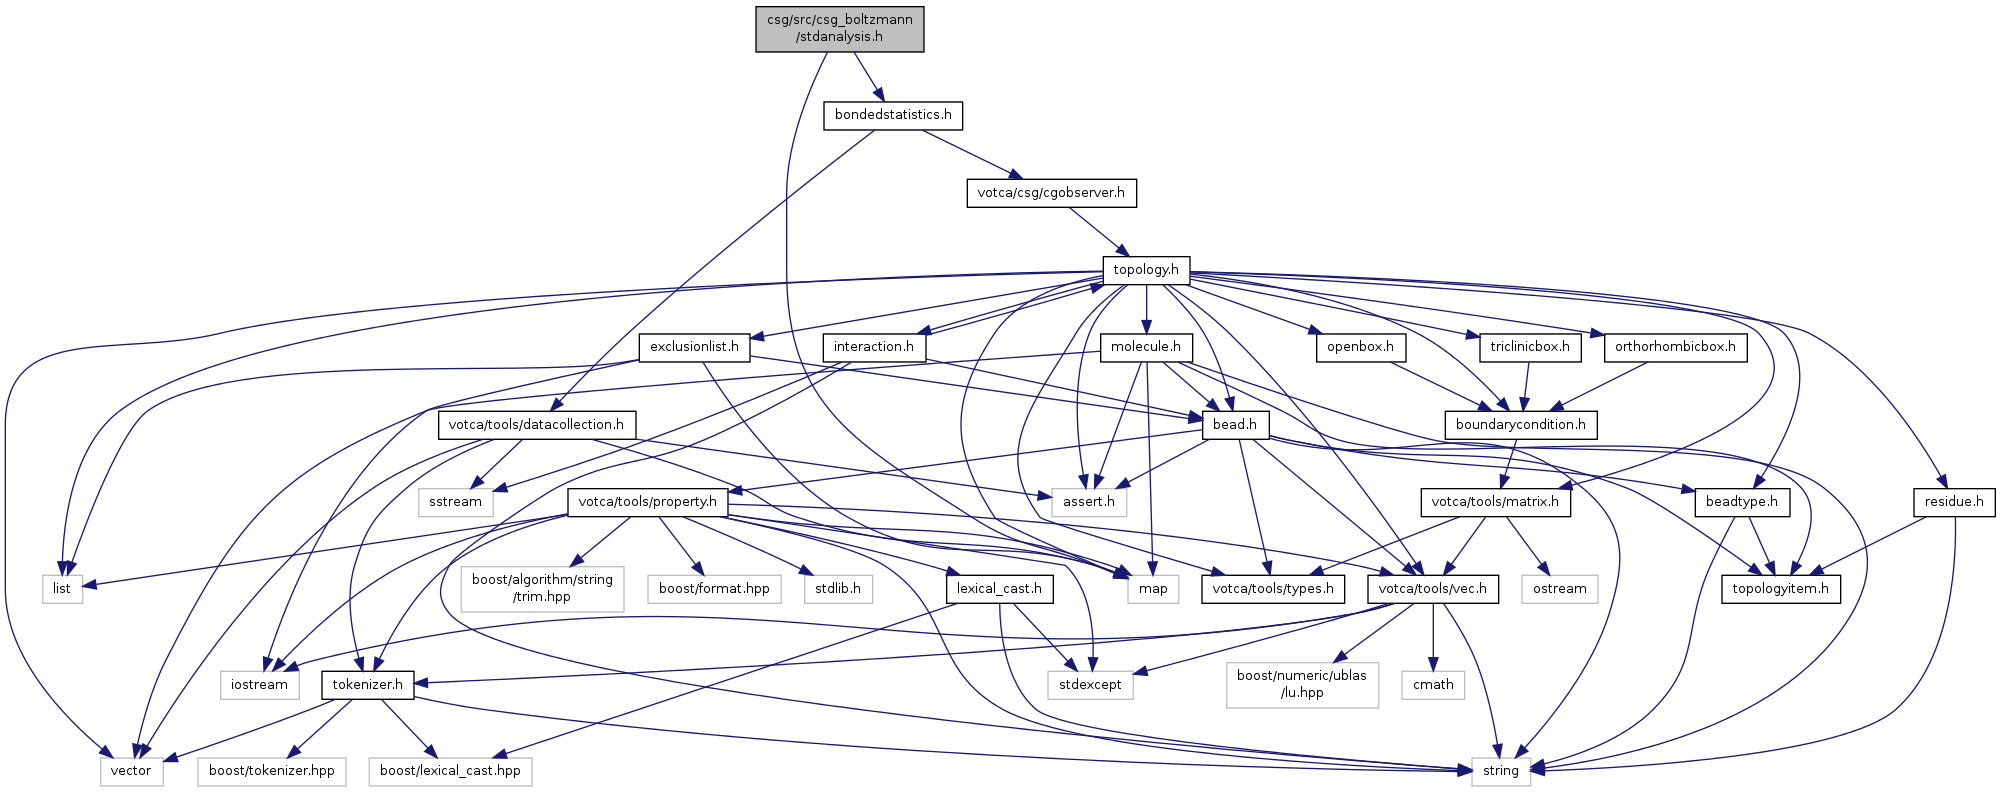 csg/src/csg_boltzmann
/stdanalysis.h
bondedstatistics.h
votca/csg/cgobserver.h
topology.h
exclusionlist.h
interaction.h
molecule.h
openbox.h
triclinicbox.h
orthorhombicbox.h
votca/tools/datacollection.h
bead.h
boundarycondition.h
sstream
votca/tools/property.h
assert.h
votca/tools/matrix.h
beadtype.h
residue.h
list
boost/algorithm/string
/trim.hpp
boost/format.hpp
stdlib.h
lexical_cast.h
map
votca/tools/types.h
votca/tools/vec.h
ostream
topologyitem.h
iostream
tokenizer.h
stdexcept
boost/numeric/ublas
/lu.hpp
cmath
vector
boost/tokenizer.hpp
boost/lexical_cast.hpp
string